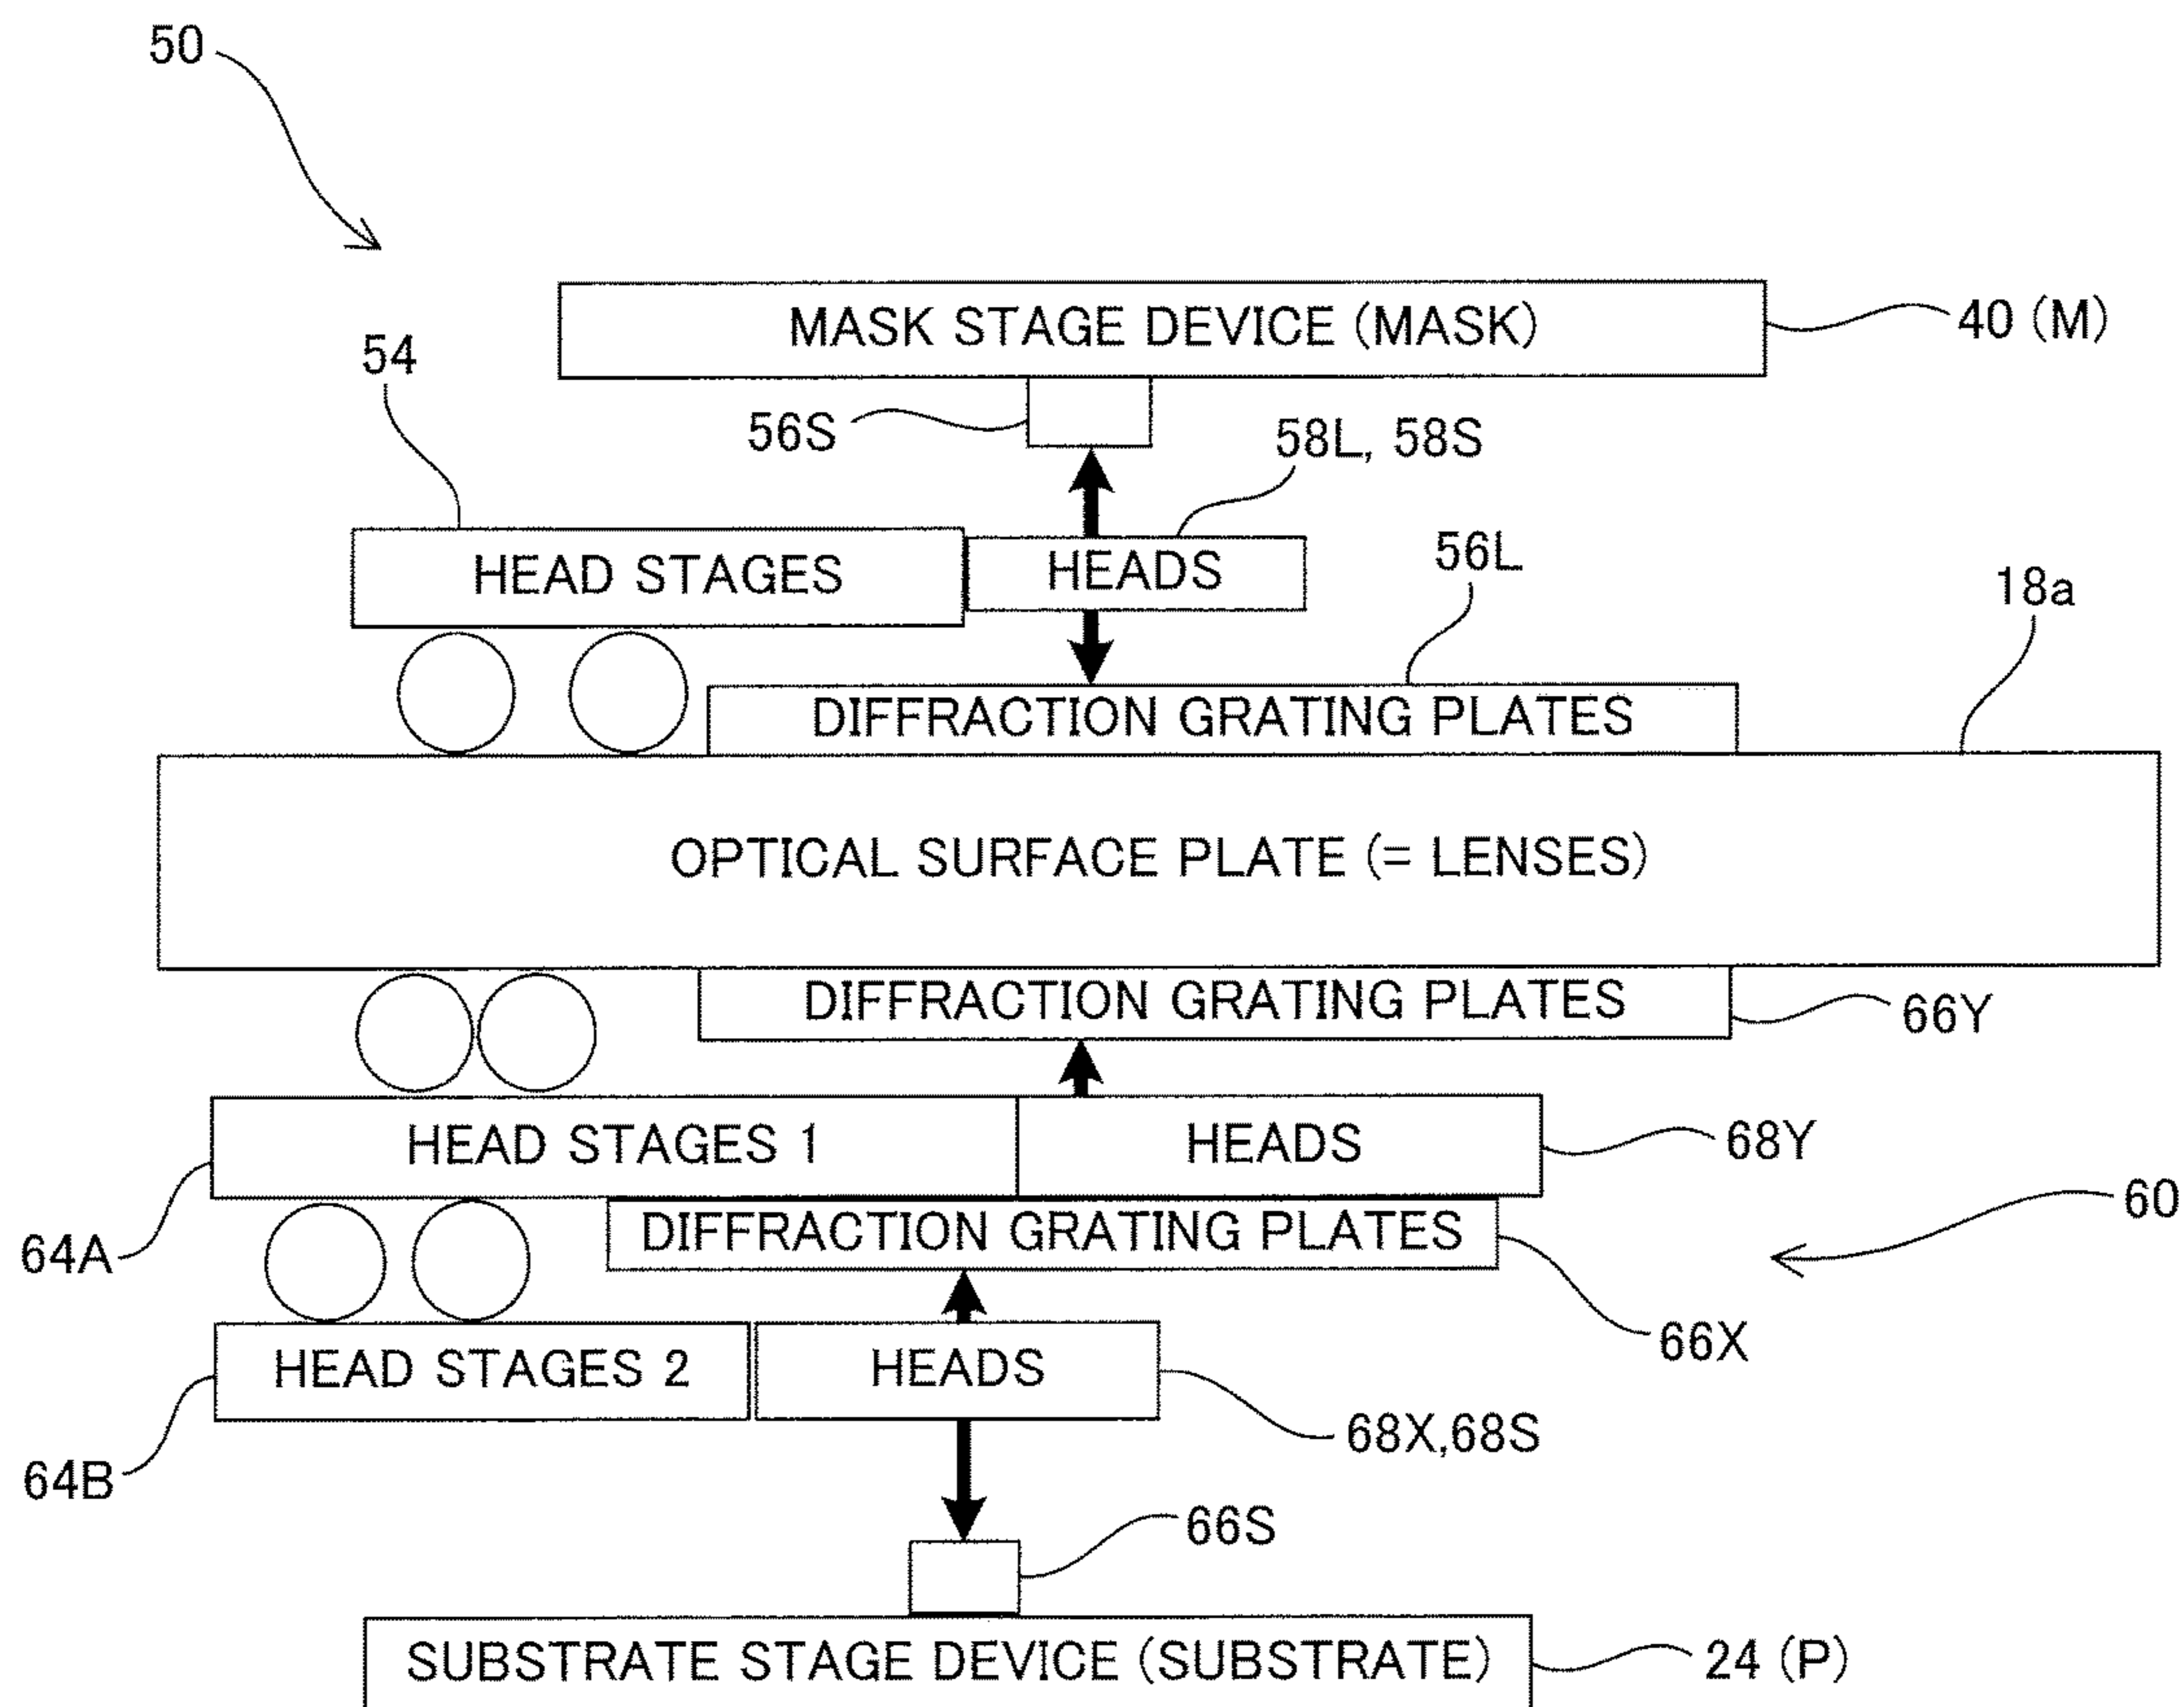 50
MASK STAGE DEVICE (MASK)
40 (M)
54
56S
58L, 58S
HEAD STAGES
HEADS
56L
18a
DIFFRACTION GRATING PLATES
OPTICAL SURFACE PLATE (= LENSES)
DIFFRACTION GRATING PLATES
66Y
HEAD STAGES 1
HEADS
68Y
60
64A
DIFFRACTION GRATING PLATES
66X
HEAD STAGES 2
HEADS
68X,68S
64B
66S
SUBSTRATE STAGE DEVICE (SUBSTRATE)
24 (P)